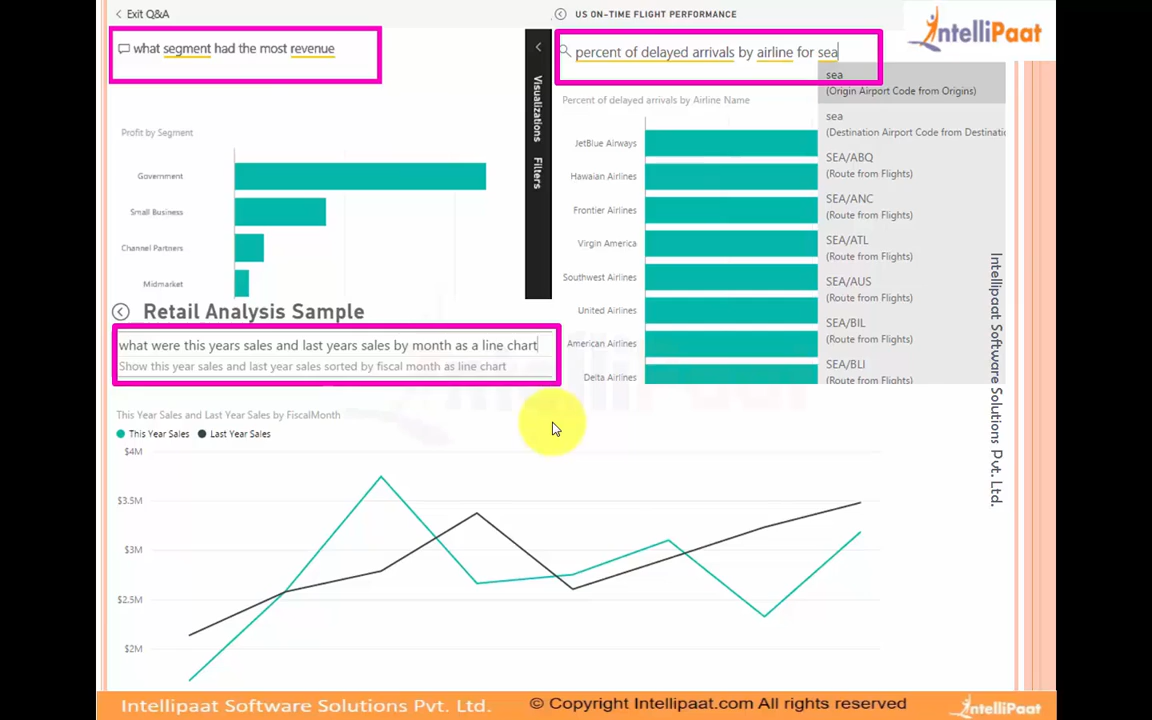 Exit Q&A
what segment had the most revenue
Profit by Segment
Government
Small Business
Channel Partners
Midmarket
Visualizations
Filters
US ON-TIME FLIGHT PERFORMANCE
percent of delayed arrivals by airline for sea
Percent of delayed arrivals by Airline Name
JetBlue Airways
Hawaiian Airlines
Frontier Airlines
Virgin America
Southwest Airlines
United Airlines
American Airlines
Delta Airlines
sea
(Origin Airport Code from Origins)
sea
(Destination Airport Code from Destinatio
SEA/ABQ
(Route from Flights)
SEA/ANC
(Route from Flights)
SEA/ATL
(Route from Flights)
SEA/AUS
(Route from Flights)
SEA/BIL
(Route from Flights)
SEA/BLI
(Route from Flights)
IntelliPaat
Retail Analysis Sample
what were this years sales and last years sales by month as a line chart
Show this year sales and last year sales sorted by fiscal month as line chart
This Year Sales and Last Year Sales by FiscalMonth
This Year Sales
Last Year Sales
$4M
$3.5M
$3M
$2.5M
$2M
Intellipaat Software Solutions Pvt. Ltd.
Intellipaat Software Solutions Pvt. Ltd.
© Copyright Intellipaat.com All rights reserved
IntelliPaat